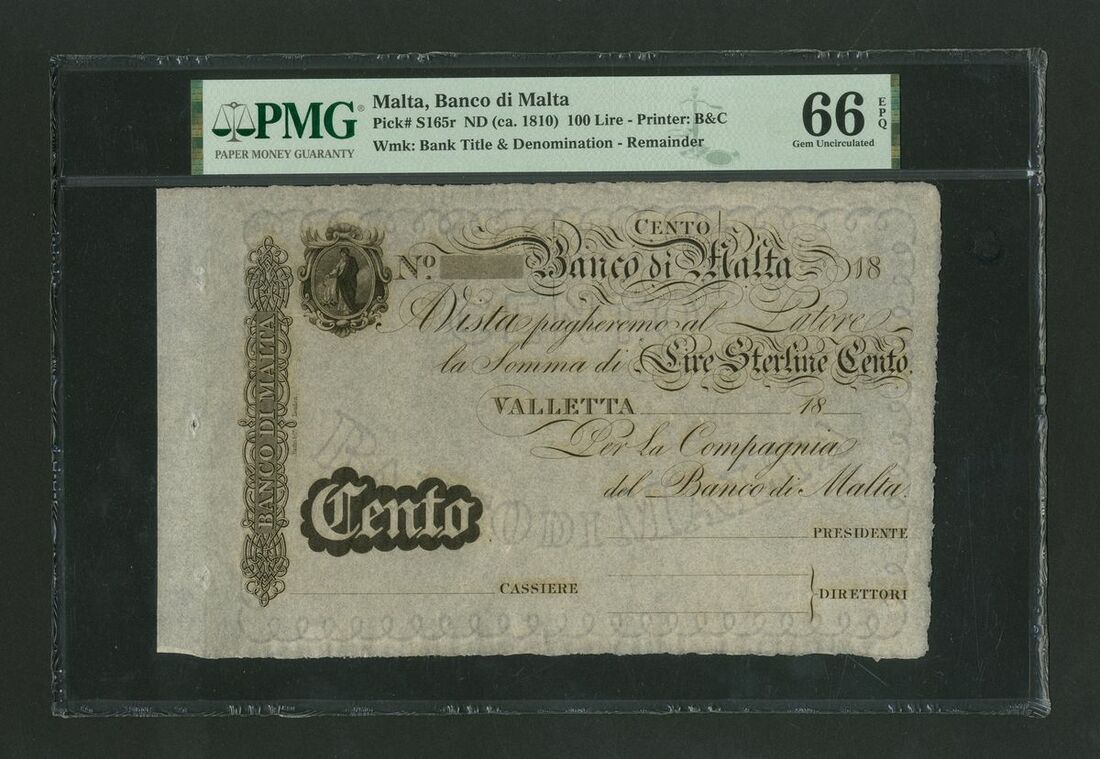 PMG
PAPER MONEY GUARANTY
Malta, Banco di Malta
Pick# S165r ND (ca. 1810) 100 Lire - Printer: B&C
Wmk: Bank Title & Denomination - Remainder
66 EPQ
Gem Uncirculated
CENTO
No. Banco di Malta 18
A Vista pagheremo al Latore
la Somma di Lire Sterline Cento.
VALLETTA 18
Per la Compagnia
del Banco di Malta.
BANCO DI MALTA
Cento
PRESIDENTE
CASSIERE
DIRETTORI